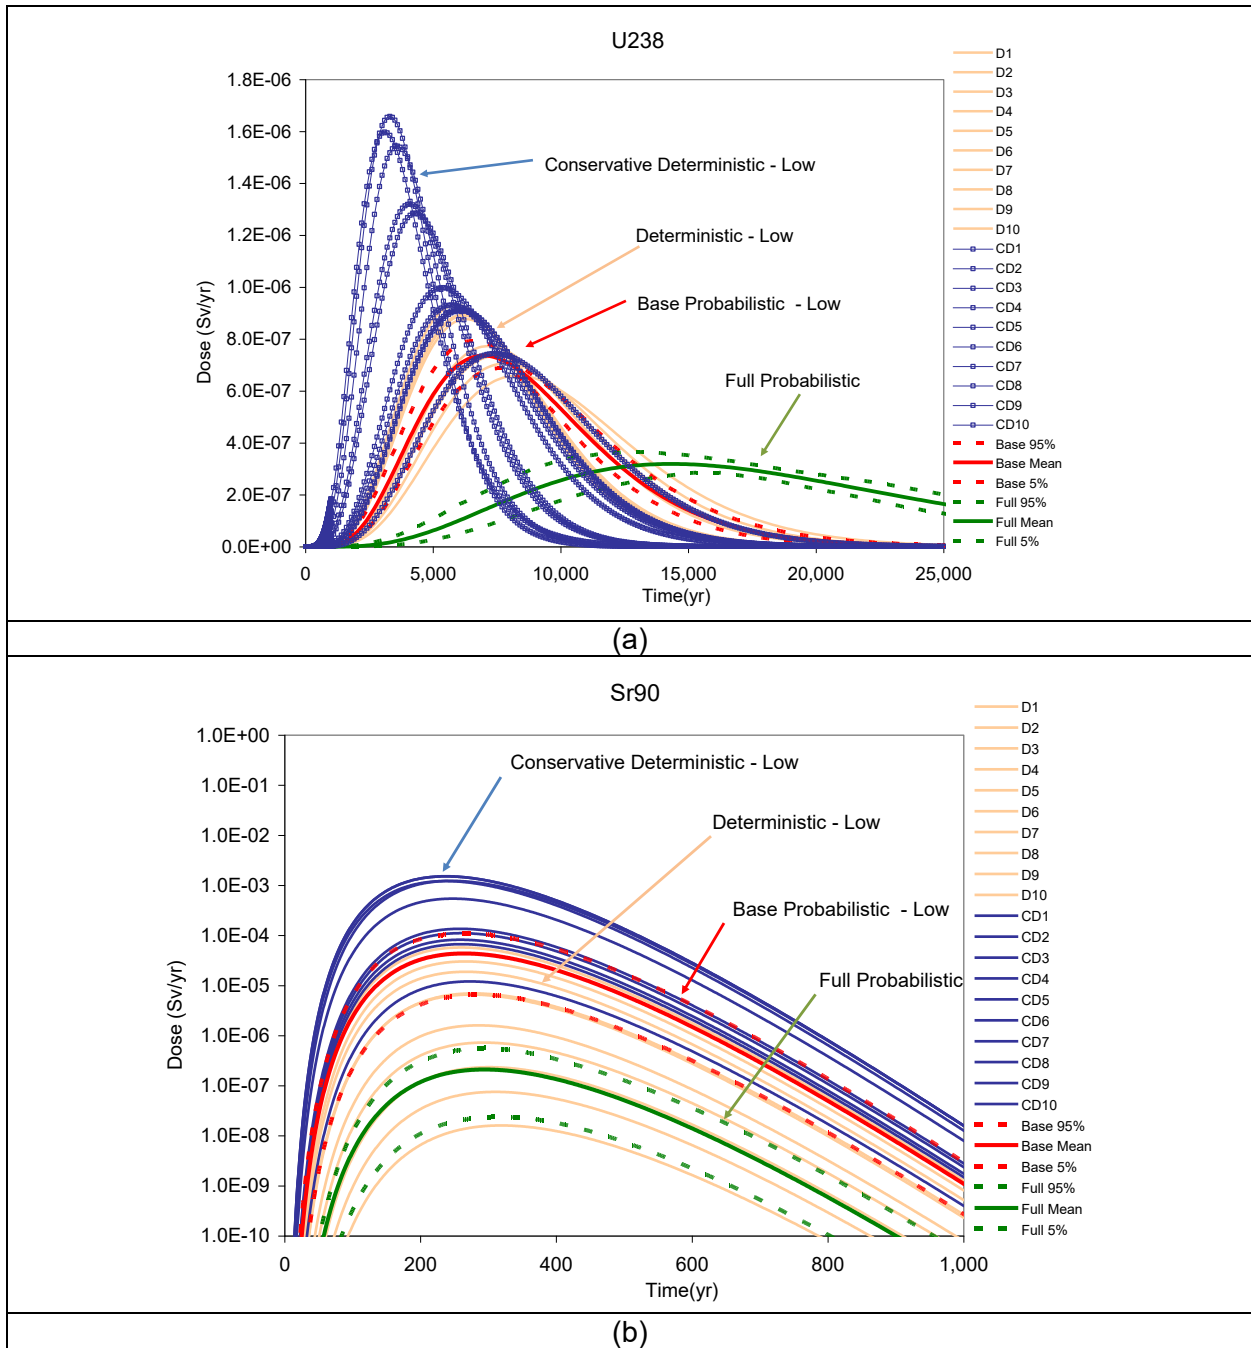 U238
1.8E-06
1.6E-06
1.4E-06
1.2E-06
1.0E-06
8.0E-07
6.0E-07
4.0E-07
2.0E-07
0.0E+00
Dose (Sv/yr)
Conservative Deterministic - Low
Deterministic - Low
Base Probabilistic - Low
Full Probabilistic
0 5,000 10,000 15,000 20,000 25,000
Time(yr)
D1
D2
D3
D4
D5
D6
D7
D8
D9
D10
CD1
CD2
CD3
CD4
CD5
CD6
CD7
CD8
CD9
CD10
Base 95%
Base Mean
Base 5%
Full 95%
Full Mean
Full 5%
(a)
Sr90
1.0E+00
1.0E-01
1.0E-02
1.0E-03
1.0E-04
1.0E-05
1.0E-06
1.0E-07
1.0E-08
1.0E-09
1.0E-10
Dose (Sv/yr)
Conservative Deterministic - Low
Deterministic - Low
Base Probabilistic - Low
Full Probabilistic
0 200 400 600 800 1,000
Time(yr)
D1
D2
D3
D4
D5
D6
D7
D8
D9
D10
CD1
CD2
CD3
CD4
CD5
CD6
CD7
CD8
CD9
CD10
Base 95%
Base Mean
Base 5%
Full 95%
Full Mean
Full 5%
(b)